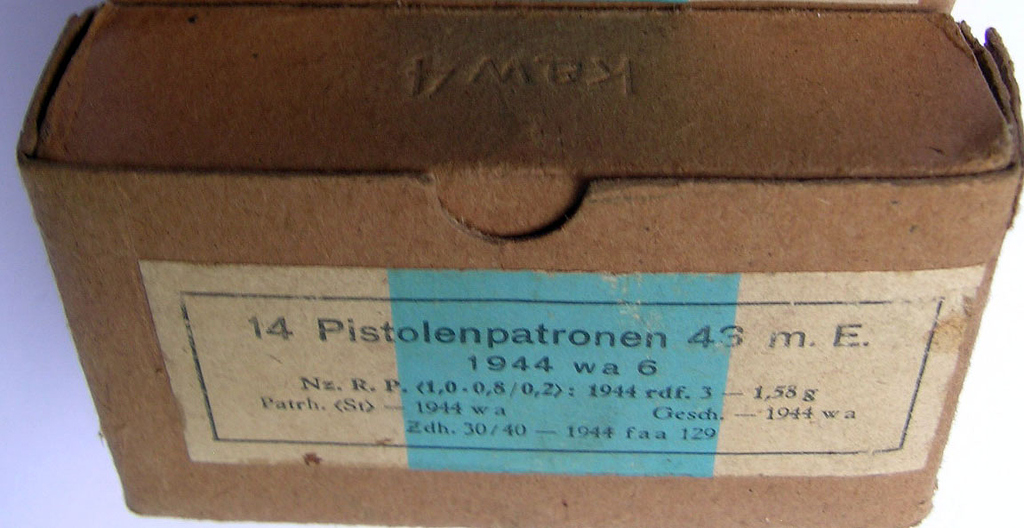 14 Pistolenpatronen 43 m. E.
1944 wa 6
Nz. R. P. (1,0 - 0,8/0,2): 1944 rdf. 3 — 1,58 g
Patrh. (St) — 1944 wa Gesch. — 1944 wa
Zdh. 30/40 — 1944 faa 129